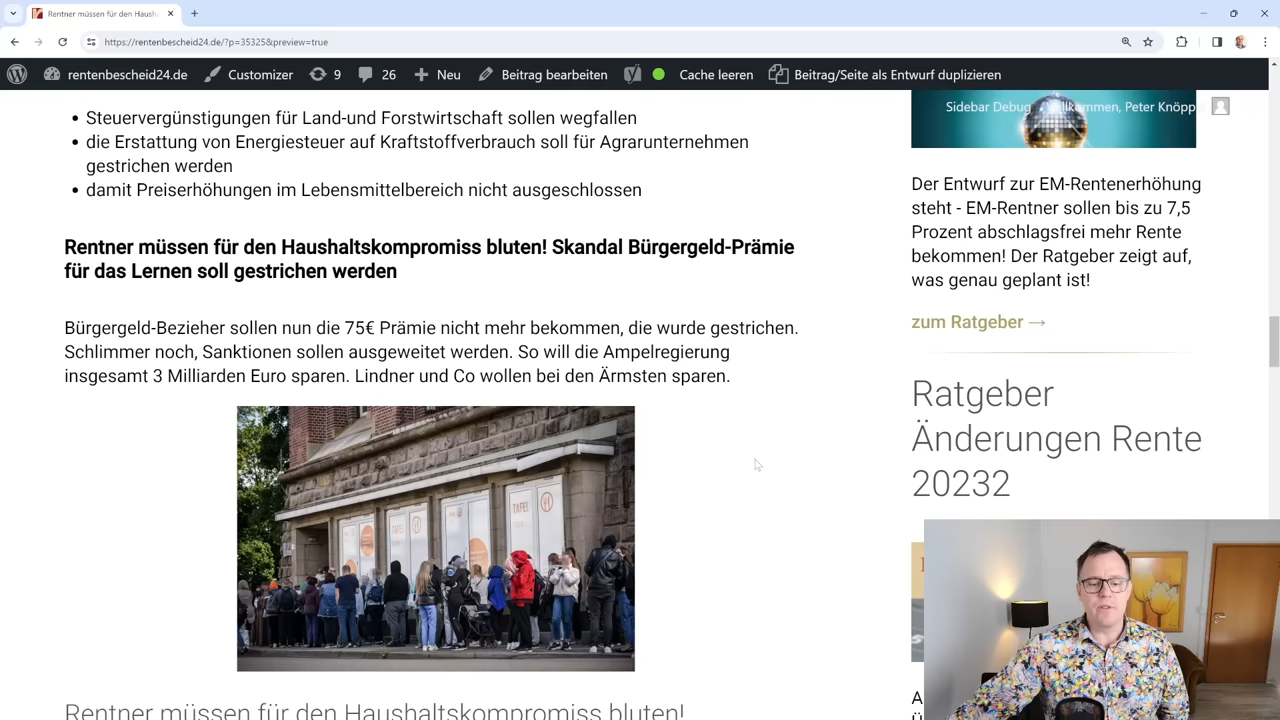 Rentner müssen für den Haush
https://rentenbescheid24.de/?p=35325&preview=true
rentenbescheid24.de
Customizer
9
26
Neu
Beitrag bearbeiten
Cache leeren
Beitrag/Seite als Entwurf duplizieren
Steuervergünstigungen für Land-und Forstwirtschaft sollen wegfallen
die Erstattung von Energiesteuer auf Kraftstoffverbrauch soll für Agrarunternehmen
gestrichen werden
damit Preiserhöhungen im Lebensmittelbereich nicht ausgeschlossen
Rentner müssen für den Haushaltskompromiss bluten! Skandal Bürgergeld-Prämie
für das Lernen soll gestrichen werden
Bürgergeld-Bezieher sollen nun die 75€ Prämie nicht mehr bekommen, die wurde gestrichen.
Schlimmer noch, Sanktionen sollen ausgeweitet werden. So will die Ampelregierung
insgesamt 3 Milliarden Euro sparen. Lindner und Co wollen bei den Ärmsten sparen.
TAFEL
TAFEL
TAFEL
Rentner müssen für den Haushaltskompromiss bluten!
Sidebar Debug
Willkommen, Peter Knöpp
Der Entwurf zur EM-Rentenerhöhung
steht - EM-Rentner sollen bis zu 7,5
Prozent abschlagsfrei mehr Rente
bekommen! Der Ratgeber zeigt auf,
was genau geplant ist!
zum Ratgeber →
Ratgeber
Änderungen Rente
20232